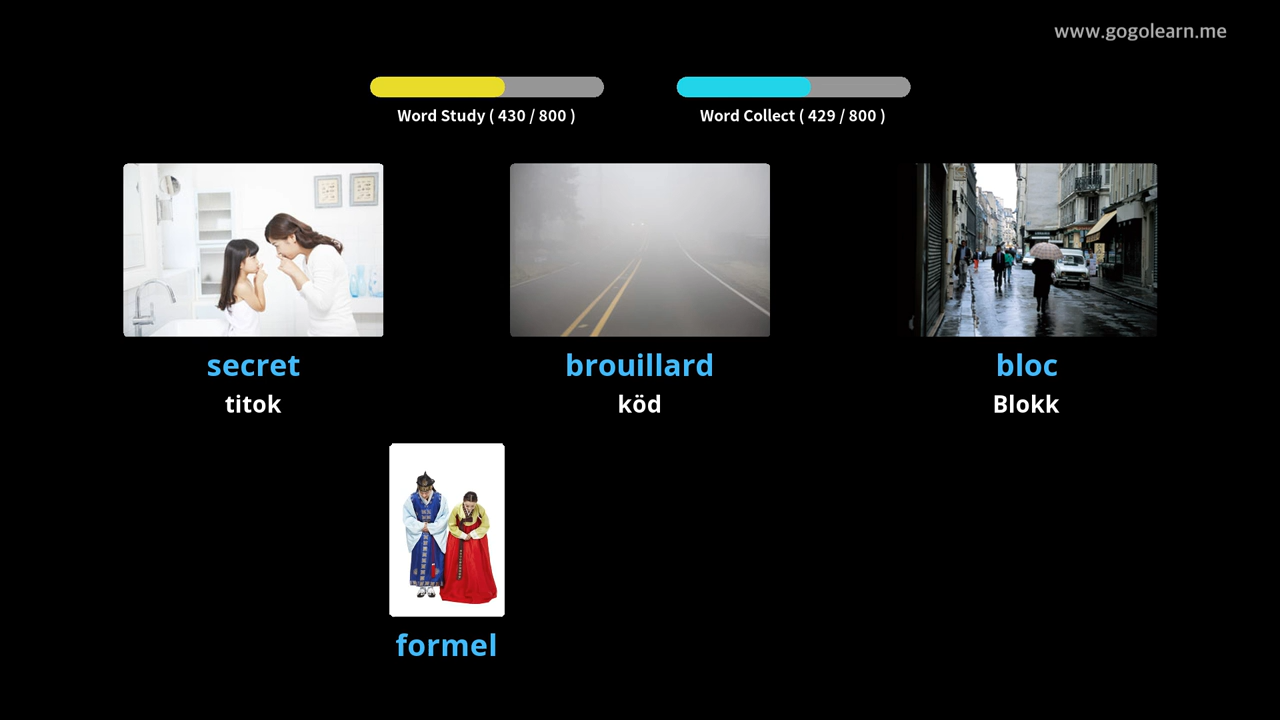 www.gogolearn.me
Word Study ( 430 / 800 )
Word Collect ( 429 / 800 )
secret
titok
brouillard
köd
bloc
Blokk
formel